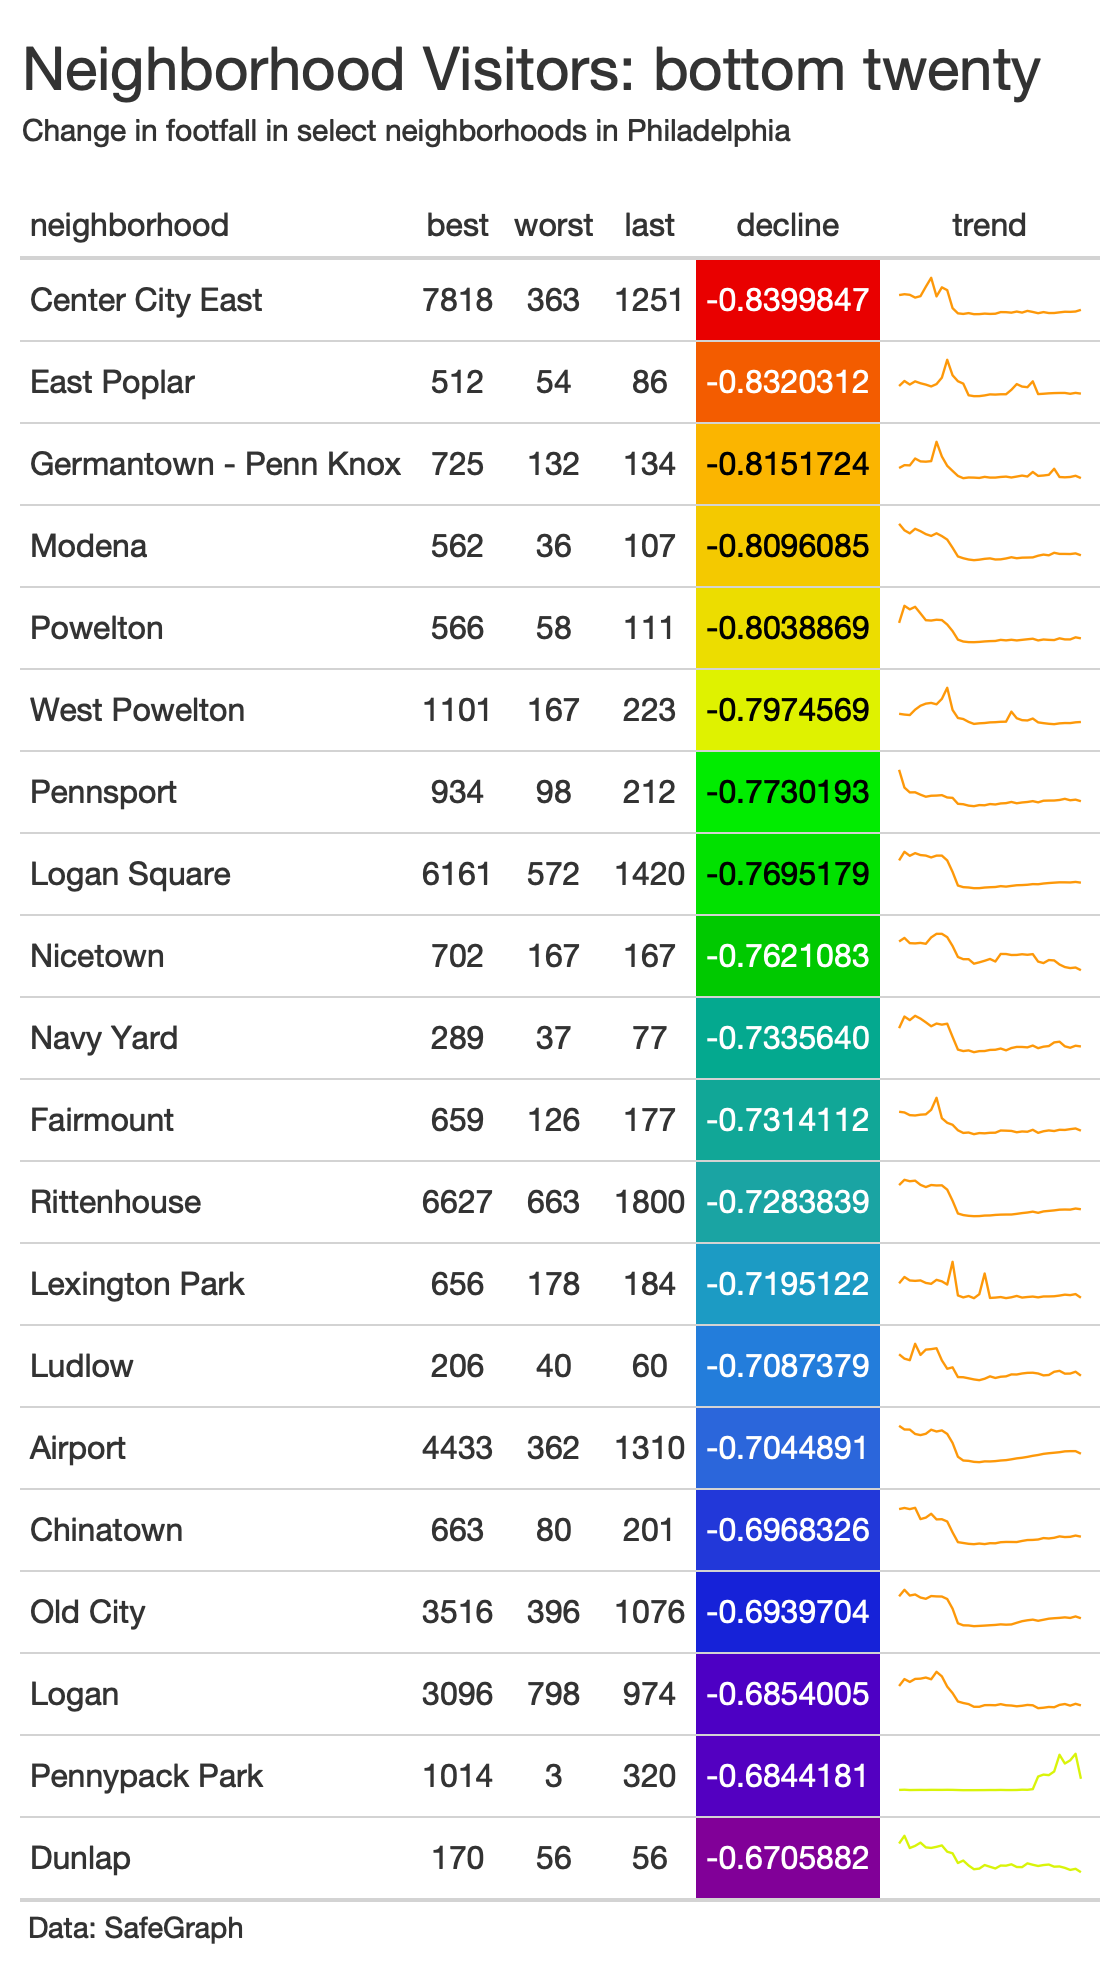 Neighborhood Visitors: bottom twenty
Change in footfall in select neighborhoods in Philadelphia
neighborhood best worst last decline trend
Center City East 7818 363 1251 -0.8399847
East Poplar 512 54 86 -0.8320312
Germantown - Penn Knox 725 132 134 -0.8151724
Modena 562 36 107 -0.8096085
Powelton 566 58 111 -0.8038869
West Powelton 1101 167 223 -0.7974569
Pennsport 934 98 212 -0.7730193
Logan Square 6161 572 1420 -0.7695179
Nicetown 702 167 167 -0.7621083
Navy Yard 289 37 77 -0.7335640
Fairmount 659 126 177 -0.7314112
Rittenhouse 6627 663 1800 -0.7283839
Lexington Park 656 178 184 -0.7195122
Ludlow 206 40 60 -0.7087379
Airport 4433 362 1310 -0.7044891
Chinatown 663 80 201 -0.6968326
Old City 3516 396 1076 -0.6939704
Logan 3096 798 974 -0.6854005
Pennypack Park 1014 3 320 -0.6844181
Dunlap 170 56 56 -0.6705882
Data: SafeGraph